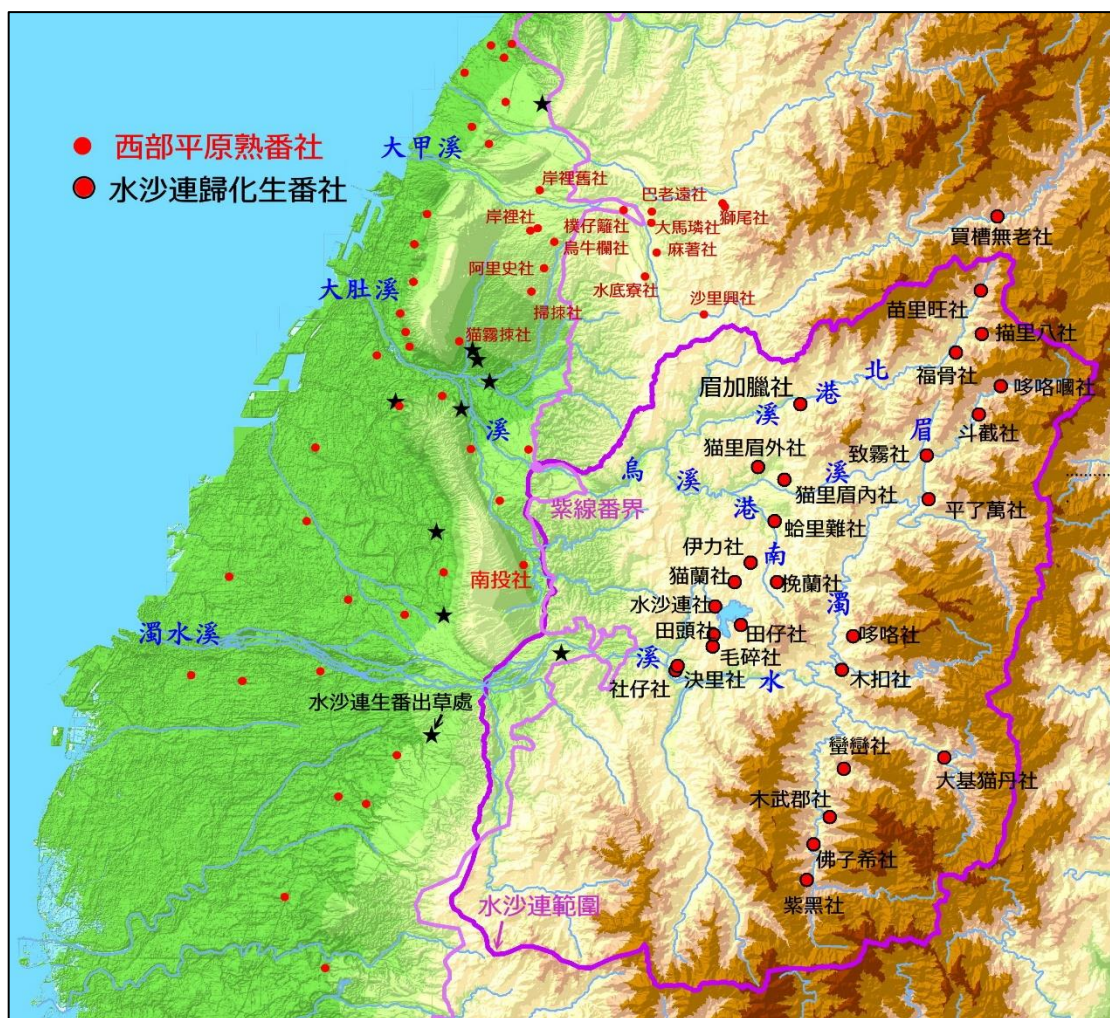 西部平原熟番社
水沙連歸化生番社
大甲溪
岸裡舊社
巴老遠社
獅尾社
岸裡社
樸仔籬社
大馬璘社
烏牛欄社
麻著社
阿里史社
水底寮社
掃捒社
沙里興社
買槽無老社
大肚溪
猫霧捒社
苗里旺社
描里八社
福骨社
哆咯嘓社
斗截社
眉加臘社
北
港
溪
猫里眉外社
致霧社
眉
溪
猫里眉內社
平了萬社
溪
烏
溪
紫線番界
港
蛤里難社
伊力社
南
猫蘭社
挽蘭社
南投社
水沙連社
濁
田頭社
田仔社
哆咯社
濁水溪
毛碎社
溪
決里社
水
木扣社
社仔社
水沙連生番出草處
蠻巒社
大基猫丹社
木武郡社
佛子希社
紫黑社
水沙連範圍